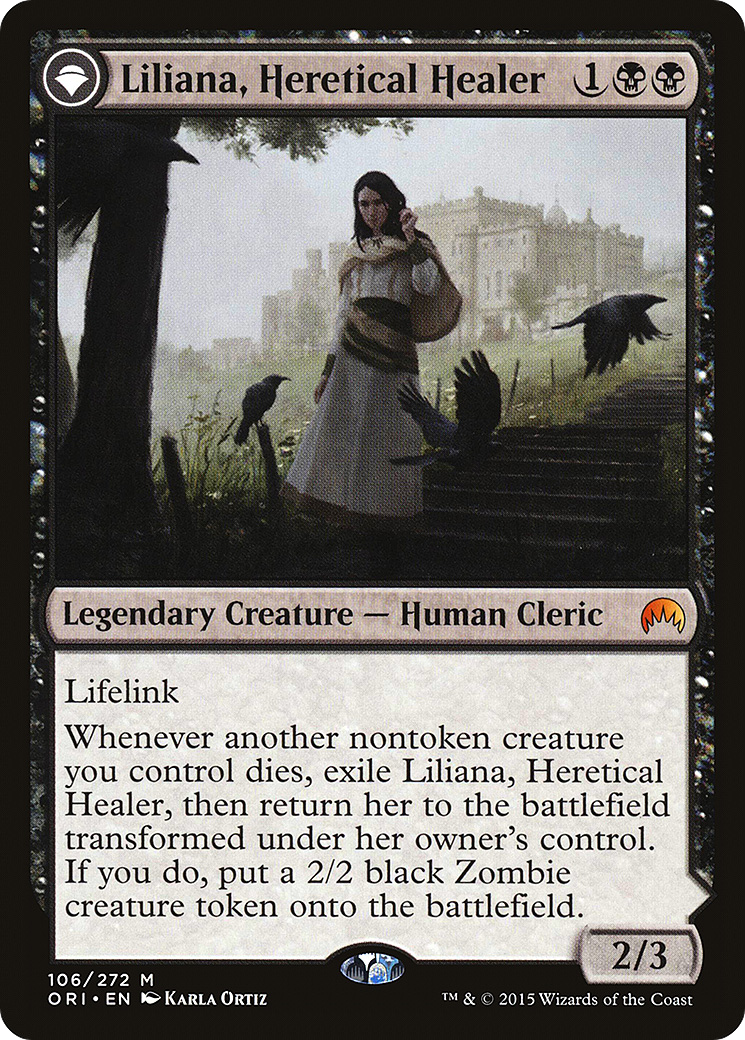 Liliana, Heretical Healer 1
Legendary Creature — Human Cleric
Lifelink
Whenever another nontoken creature
you control dies, exile Liliana, Heretical
Healer, then return her to the battlefield
transformed under her owner's control.
If you do, put a 2/2 black Zombie
creature token onto the battlefield.
2/3
106/272 M
ORI • EN Karla Ortiz
™ & © 2015 Wizards of the Coast